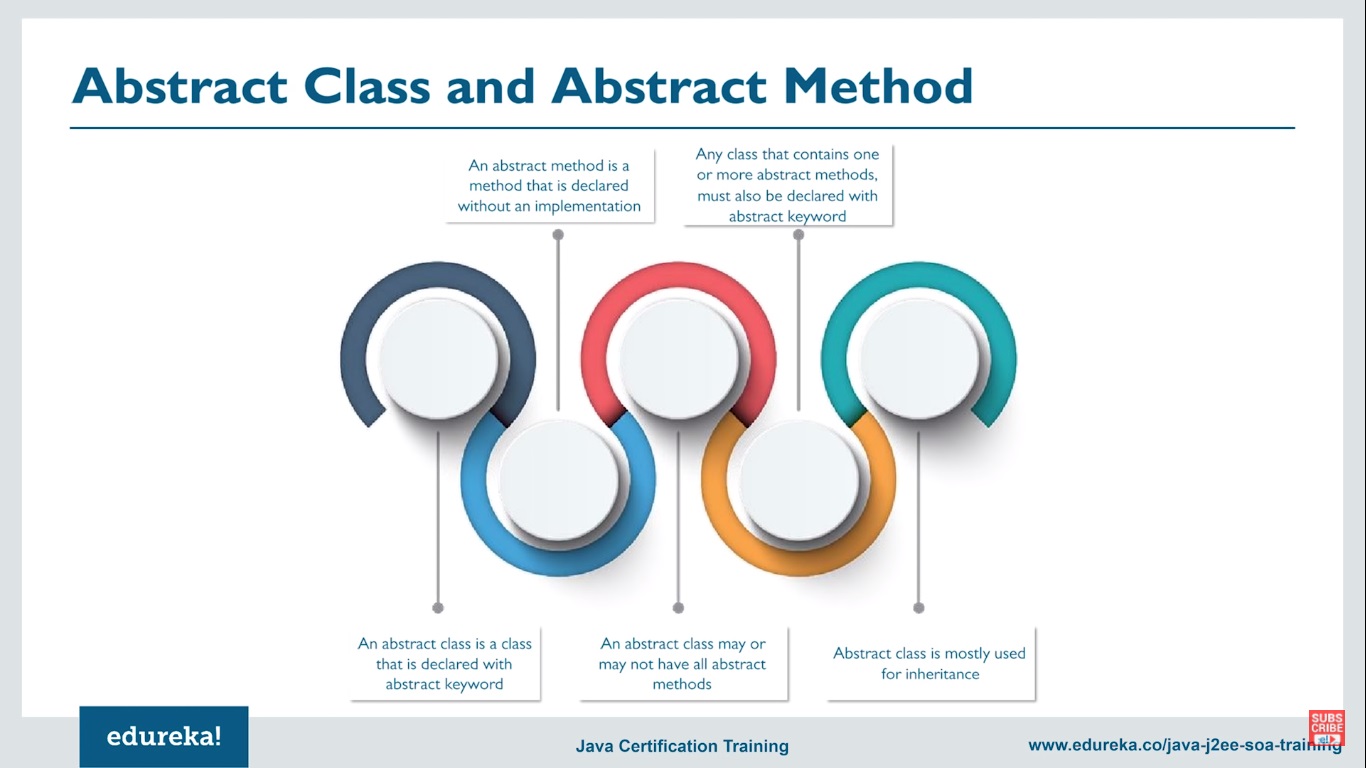 Abstract Class and Abstract Method
An abstract method is a
method that is declared
without an implementation
Any class that contains one
or more abstract methods,
must also be declared with
abstract keyword
An abstract class is a class
that is declared with
abstract keyword
An abstract class may or
may not have all abstract
methods
Abstract class is mostly used
for inheritance
edureka!
Java Certification Training
www.edureka.co/java-j2ee-soa-training
SUBS
CRIBE